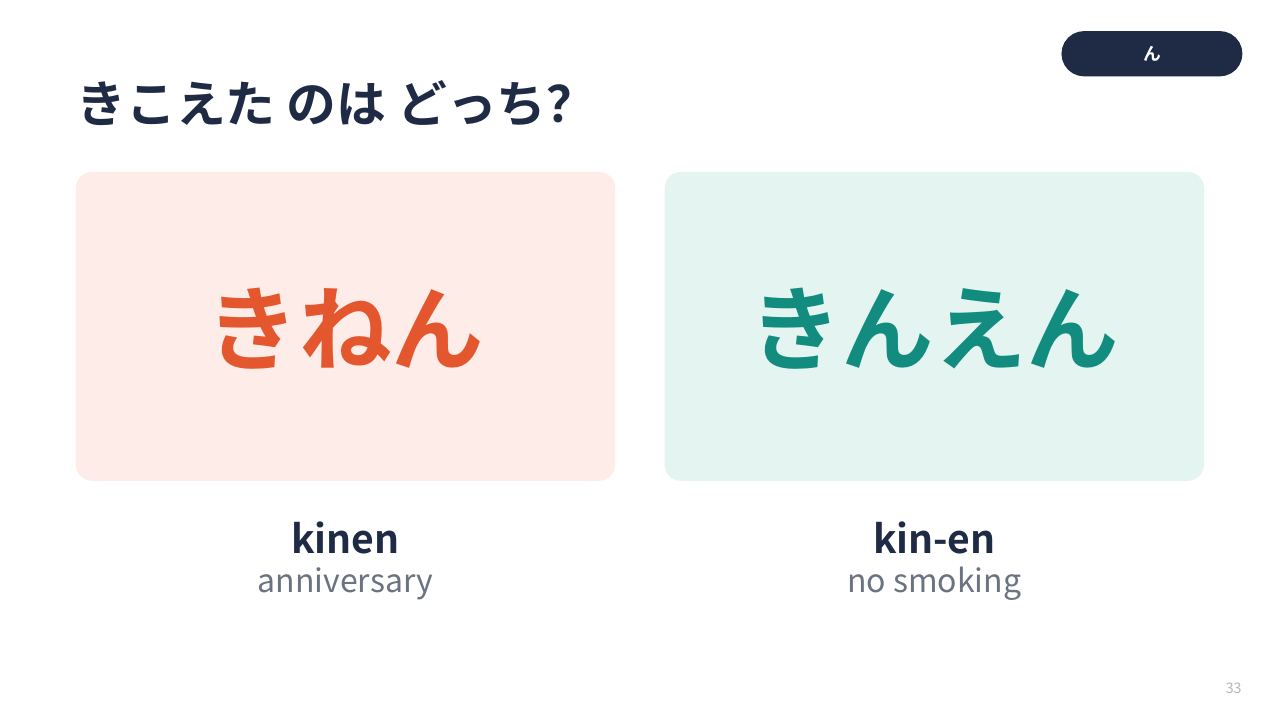 ん
きこえた のは どっち?
きねん
きんえん
kinen
anniversary
kin-en
no smoking
33